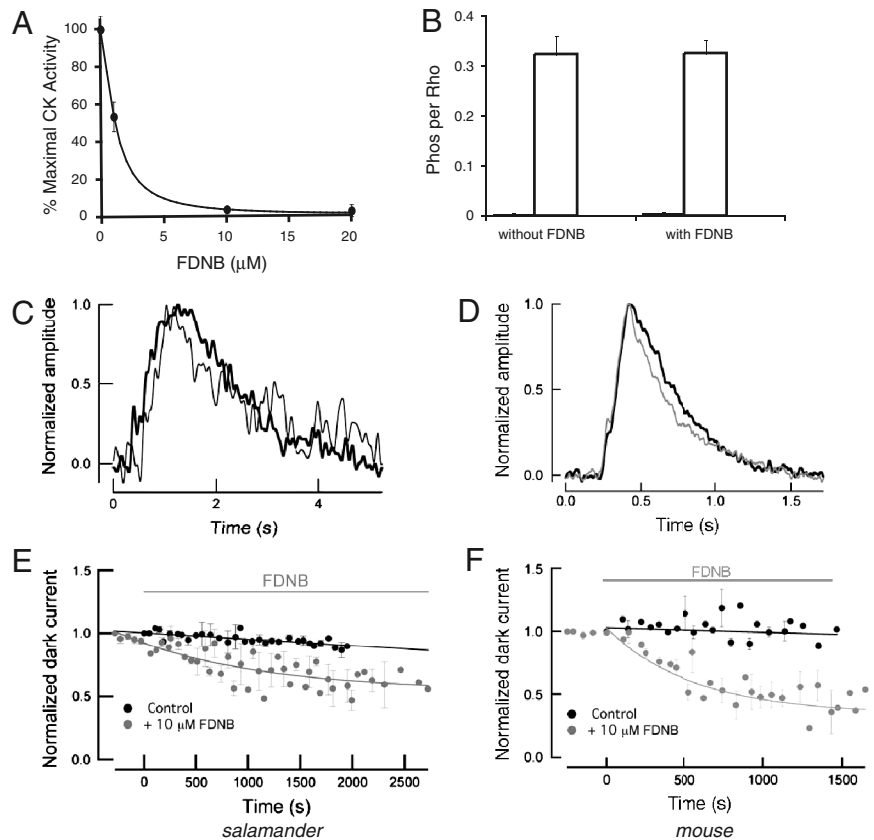 A
% Maximal CK Activity
100
80
60
40
20
0
0 5 10 15 20
FDNB (μM)
B
Phos per Rho
0.4
0.3
0.2
0.1
0
without FDNB with FDNB
C
Normalized amplitude
1.0
0.5
0.0
0 2 4
Time (s)
D
Normalized amplitude
1.0
0.5
0.0
0.0 0.5 1.0 1.5
Time (s)
E
Normalized dark current
1.5
1.0
0.5
0.0
FDNB
Control
+ 10 μM FDNB
0 500 1000 1500 2000 2500
Time (s)
salamander
F
Normalized dark current
1.5
1.0
0.5
0.0
FDNB
Control
+ 10 μM FDNB
0 500 1000 1500
Time (s)
mouse